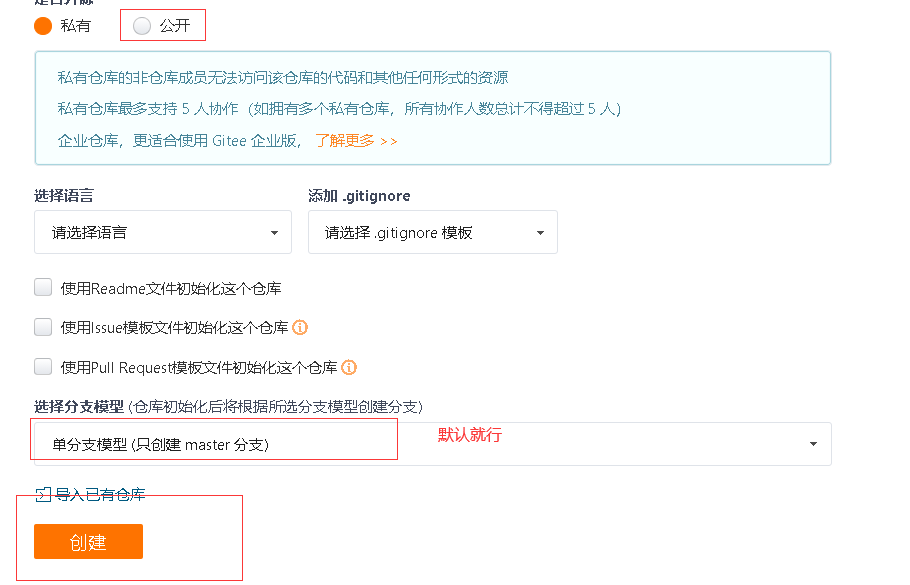 私有 公开
私有仓库的非仓库成员无法访问该仓库的代码和其他任何形式的资源
私有仓库最多支持 5 人协作（如拥有多个私有仓库，所有协作人数总计不得超过 5 人）
企业仓库，更适合使用 Gitee 企业版， 了解更多 >>
选择语言 添加 .gitignore
请选择语言 请选择 .gitignore 模板
使用Readme文件初始化这个仓库
使用Issue模板文件初始化这个仓库
使用Pull Request模板文件初始化这个仓库
选择分支模型 (仓库初始化后将根据所选分支模型创建分支)
单分支模型 (只创建 master 分支) 默认就行
导入已有仓库
创建